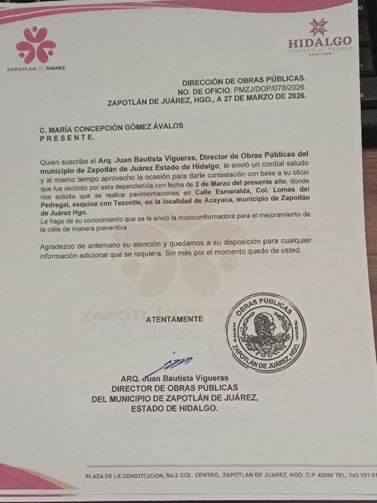 ZAPOTLÁN DE JUÁREZ
HIDALGO
PRIMERO EL PUEBLO
DIRECCIÓN DE OBRAS PÚBLICAS.
NO. DE OFICIO: PMZJ/DOP/078/2026.
ZAPOTLÁN DE JUÁREZ, HGO., A 27 DE MARZO DE 2026.
C. MARÍA CONCEPCIÓN GÓMEZ ÁVALOS
P R E S E N T E.
Quien suscribe el Arq. Juan Bautista Vigueras, Director de Obras Públicas del
municipio de Zapotlán de Juárez Estado de Hidalgo, le envió un cordial saludo
y al mismo tiempo aprovecho la ocasión para darle contestación con base a su oficio
que fue recibido por esta dependencia con fecha de 2 de Marzo del presente año, donde
nos solicita que se realice pavimentaciones en Calle Esmeralda, Col. Lomas del
Pedregal, esquina con Tezontle, en la localidad de Acayuca, municipio de Zapotlán
de Juárez Hgo.
Le hago de su conocimiento que se le envió la motoconformadora para el mejoramiento de
la calle de manera preventiva.
Agradezco de antemano su atención y quedamos a su disposición para cualquier
información adicional que se requiera. Sin más por el momento quedo de usted.
ATENTAMENTE
OBRAS PÚBLICAS
2024
2027
ZAPOTLÁN DE JUÁREZ, HGO.
ARQ. Juan Bautista Vigueras
DIRECTOR DE OBRAS PÚBLICAS
DEL MUNICIPIO DE ZAPOTLÁN DE JUÁREZ,
ESTADO DE HIDALGO.
PLAZA DE LA CONSTITUCION, No.3 COL. CENTRO, ZAPOTLAN DE JUAREZ, HGO. C.P 42090 TEL. 743 791 01